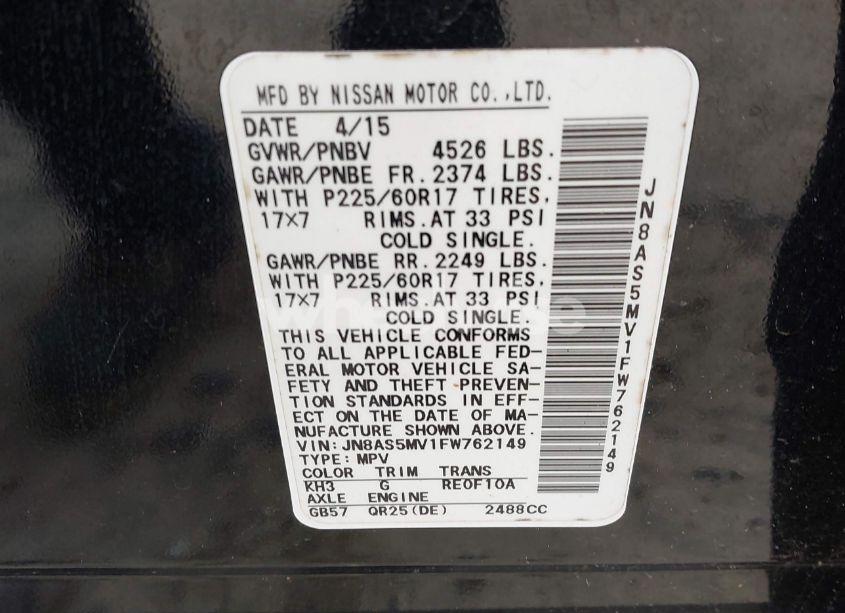 MFD BY NISSAN MOTOR CO.,LTD.
DATE 4/15
GVWR/PNBV 4526 LBS.
GAWR/PNBE FR. 2374 LBS.
WITH P225/60R17 TIRES,
17×7 RIMS.AT 33 PSI
COLD SINGLE.
GAWR/PNBE RR. 2249 LBS.
WITH P225/60R17 TIRES,
17×7 RIMS.AT 33 PSI
COLD SINGLE.
THIS VEHICLE CONFORMS
TO ALL APPLICABLE FED-
ERAL MOTOR VEHICLE SA-
FETY AND THEFT PREVEN-
TION STANDARDS IN EFF-
ECT ON THE DATE OF MA-
NUFACTURE SHOWN ABOVE.
VIN:JN8AS5MV1FW762149
TYPE:MPV
COLOR TRIM TRANS
KH3 G RE0F10A
AXLE ENGINE
GB57 QR25(DE) 2488CC
JN8AS5MV1FW762149